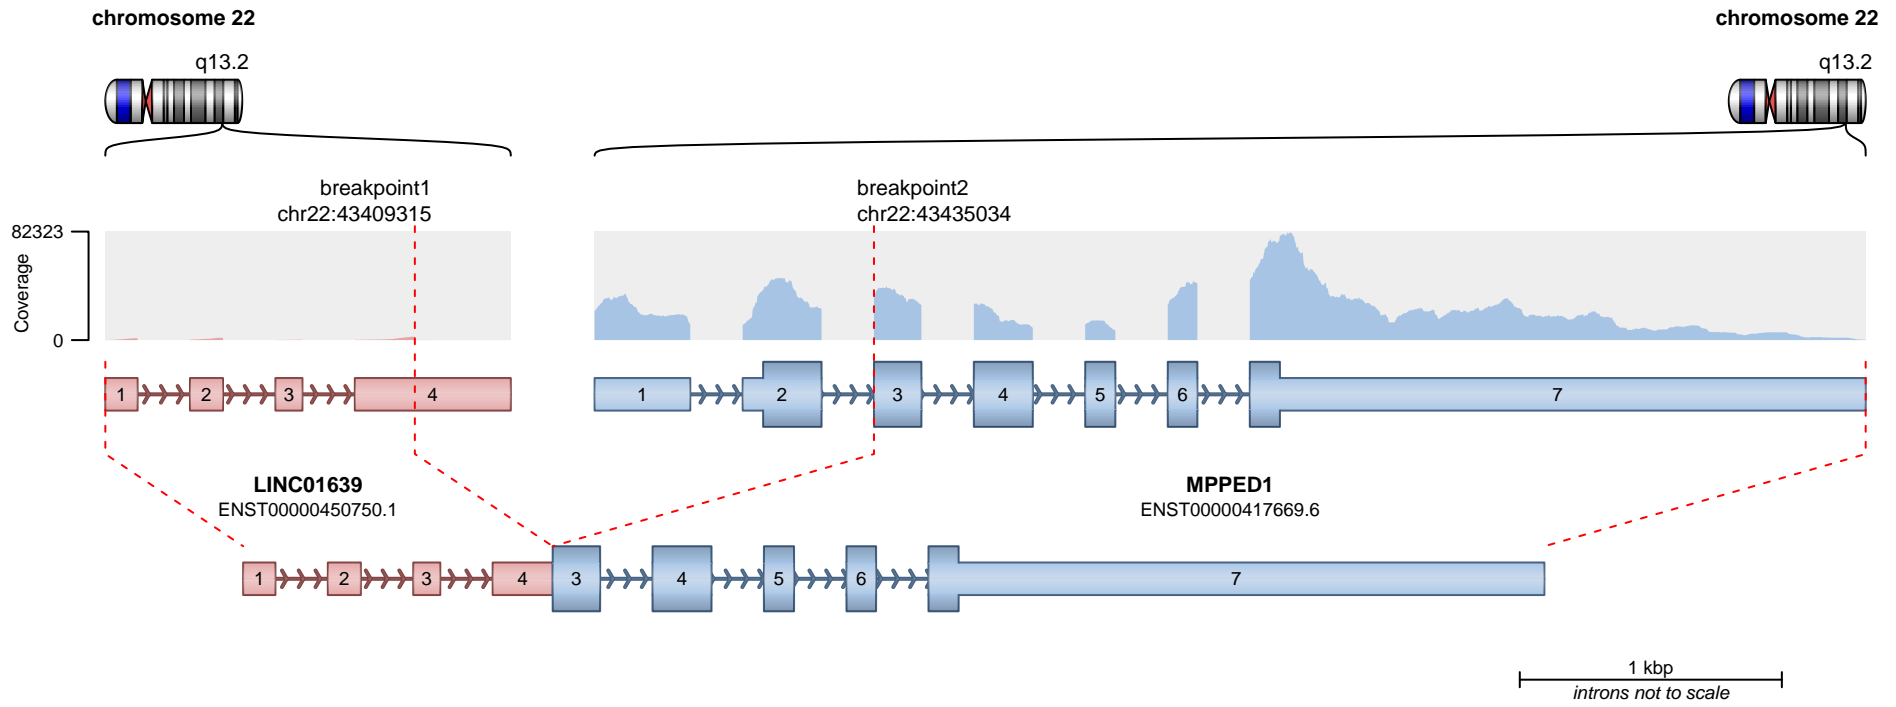 chromosome 22
chromosome 22
q13.2
q13.2
breakpoint1
chr22:43409315
breakpoint2
chr22:43435034
82323
Coverage
0
1 2 3 4
1 2 3 4 5 6 7
LINC01639
ENST00000450750.1
MPPED1
ENST00000417669.6
1 2 3 4 3 4 5 6 7
1 kbp
introns not to scale